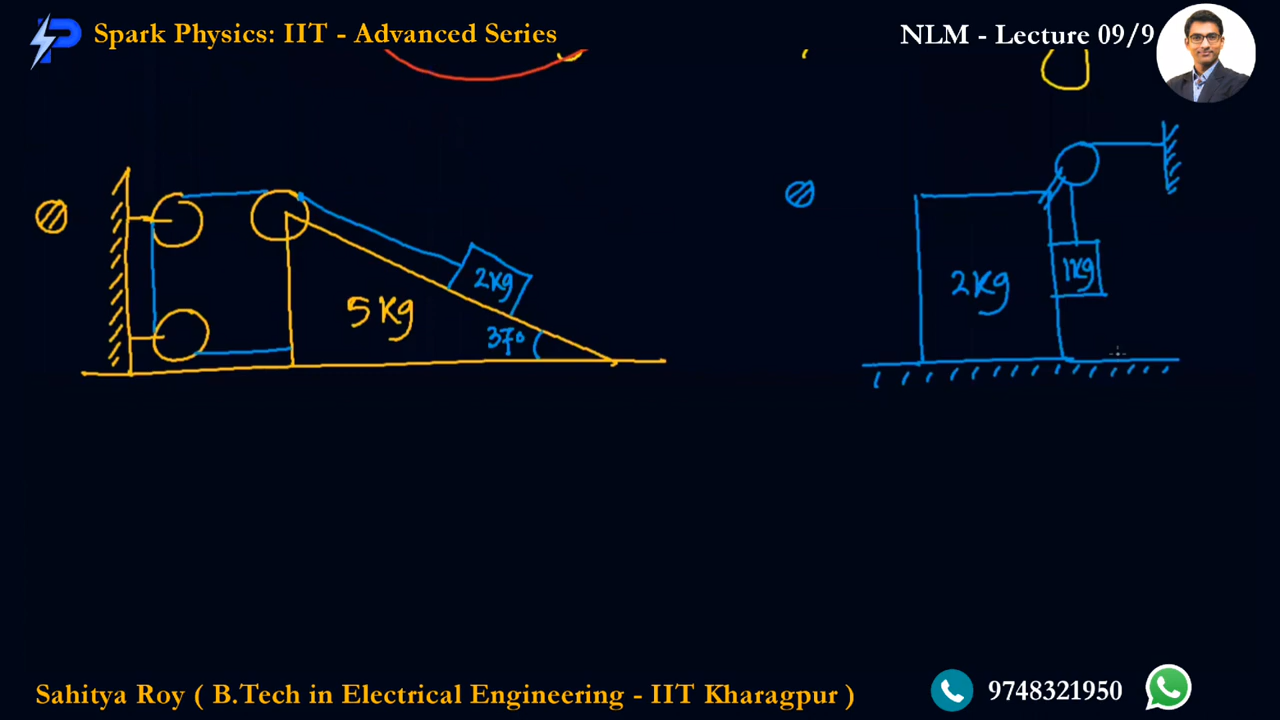 Spark Physics: IIT - Advanced Series
NLM - Lecture 09/9
2kg
5kg
37°
2kg
1kg
Sahitya Roy ( B.Tech in Electrical Engineering - IIT Kharagpur )
9748321950